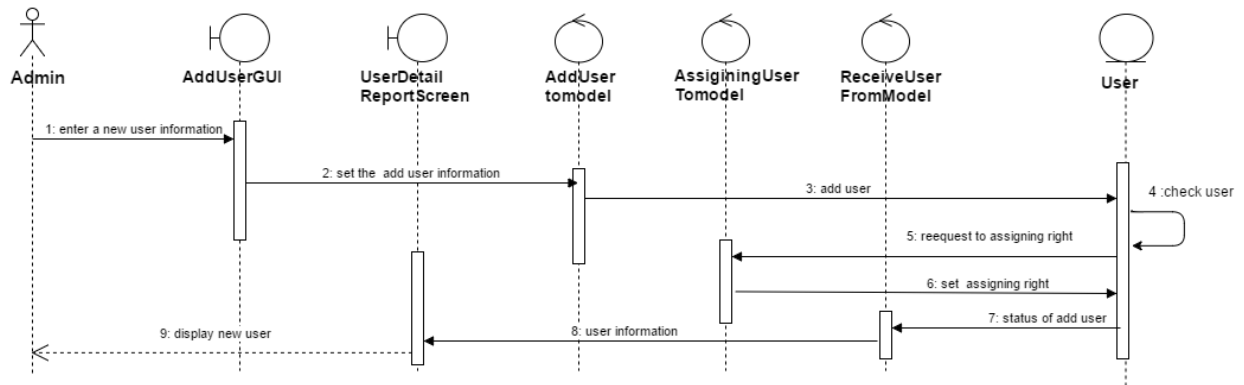 Admin
AddUserGUI
UserDetail
ReportScreen
AddUser
tomodel
AssiginingUser
Tomodel
ReceiveUser
FromModel
User
1: enter a new user information
2: set the add user information
3: add user
4 :check user
5: reequest to assigning right
6: set assigning right
7: status of add user
8: user information
9: display new user